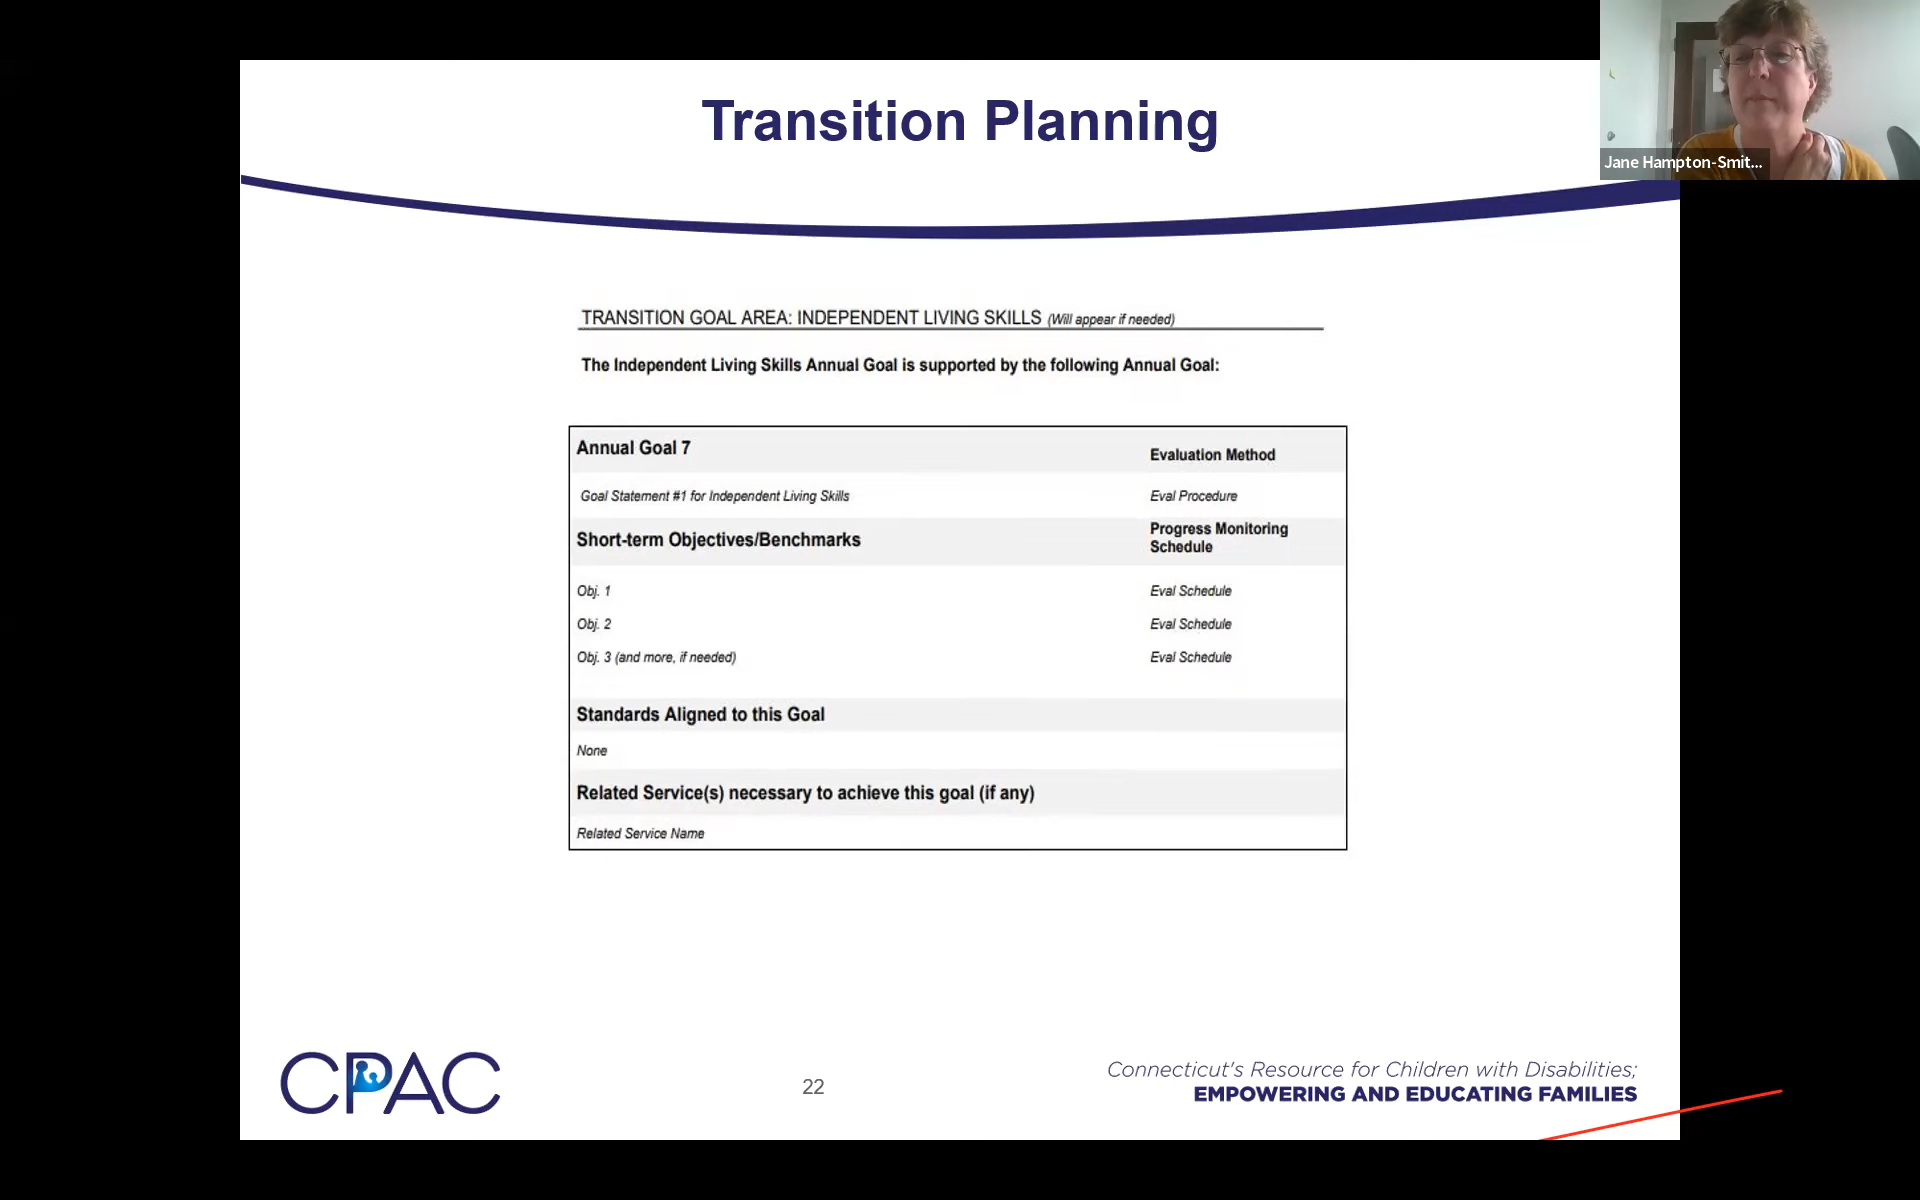 Transition Planning
Jane Hampton-Smit...
TRANSITION GOAL AREA: INDEPENDENT LIVING SKILLS (Will appear if needed)
The Independent Living Skills Annual Goal is supported by the following Annual Goal:
Annual Goal 7
Evaluation Method
Goal Statement #1 for Independent Living Skills
Eval Procedure
Short-term Objectives/Benchmarks
Progress Monitoring
Schedule
Obj. 1
Eval Schedule
Obj. 2
Eval Schedule
Obj. 3 (and more, if needed)
Eval Schedule
Standards Aligned to this Goal
None
Related Service(s) necessary to achieve this goal (if any)
Related Service Name
CPAC
22
Connecticut's Resource for Children with Disabilities;
EMPOWERING AND EDUCATING FAMILIES